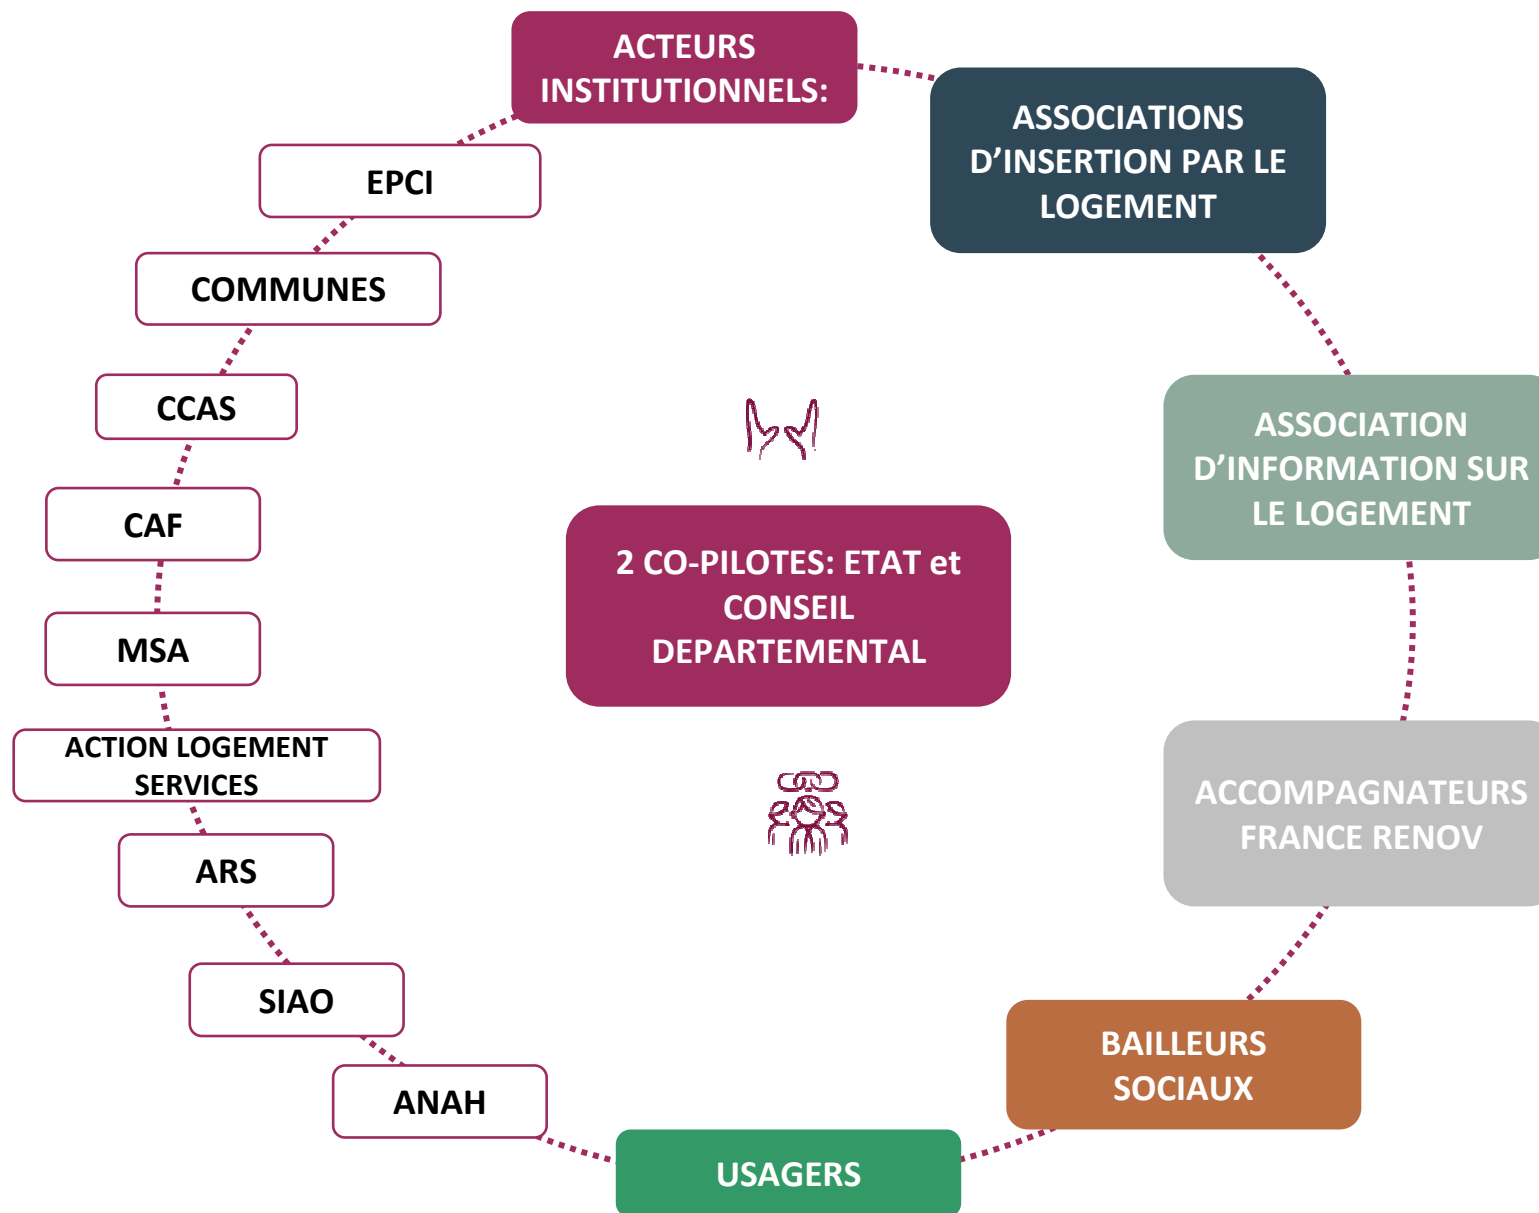 ACTEURS
INSTITUTIONNELS:
EPCI
COMMUNES
CCAS
CAF
MSA
ACTION LOGEMENT
SERVICES
ARS
SIAO
ANAH
2 CO-PILOTES: ETAT et
CONSEIL
DEPARTEMENTAL
ASSOCIATIONS
D’INSERTION PAR LE
LOGEMENT
ASSOCIATION
D’INFORMATION SUR
LE LOGEMENT
ACCOMPAGNATEURS
FRANCE RENOV
BAILLEURS
SOCIAUX
USAGERS